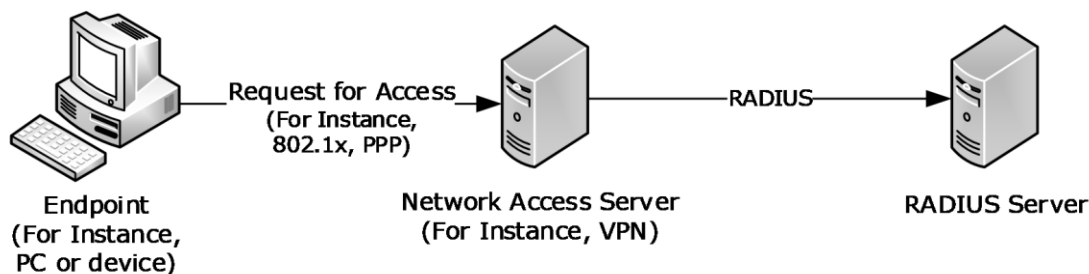 Request for Access
(For Instance,
802.1x, PPP)
RADIUS
Endpoint
(For Instance,
PC or device)
Network Access Server
(For Instance, VPN)
RADIUS Server